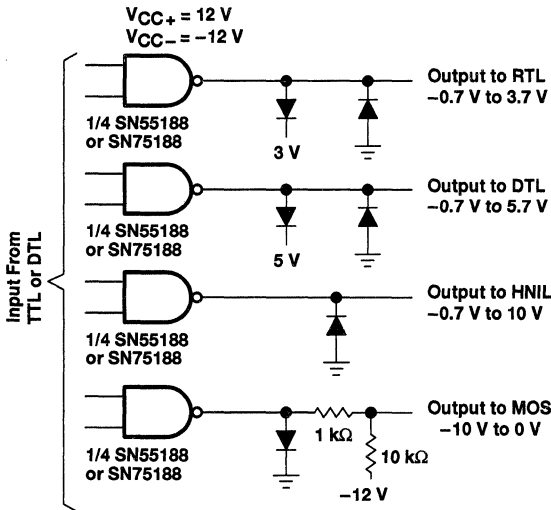 VCC+ = 12 V
VCC– = –12 V
Input From
TTL or DTL
1/4 SN55188
or SN75188
3 V
Output to RTL
–0.7 V to 3.7 V
1/4 SN55188
or SN75188
5 V
Output to DTL
–0.7 V to 5.7 V
1/4 SN55188
or SN75188
Output to HNIL
–0.7 V to 10 V
1/4 SN55188
or SN75188
1 kΩ
10 kΩ
–12 V
Output to MOS
–10 V to 0 V